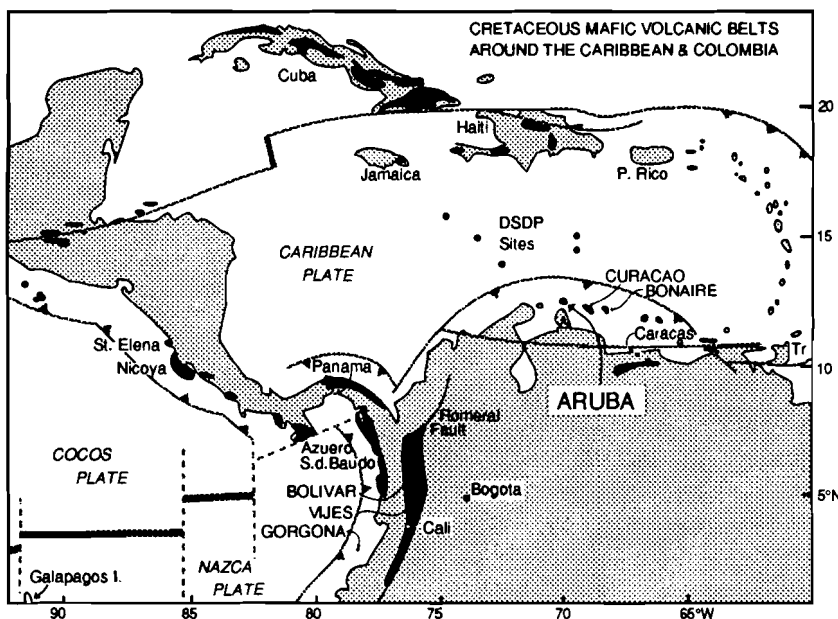 CRETACEOUS MAFIC VOLCANIC BELTS
AROUND THE CARIBBEAN & COLOMBIA
Cuba
20
Haiti
Jamaica
P. Rico
DSDP
Sites
15
CARIBBEAN
PLATE
CURACAO
BONAIRE
St. Elena
Nicoya
Caracas
Tr
Panama
10
ARUBA
Romeral
Fault
Azuero
S.d.Baudo
COCOS
PLATE
BOLIVAR
Bogota
5°N
VIJES
GORGONA
Cali
NAZCA
PLATE
Galapagos I.
90
85
80
75
70
65°W